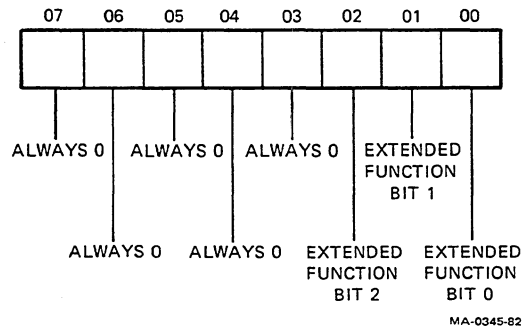 07 06 05 04 03 02 01 00
ALWAYS 0 ALWAYS 0 ALWAYS 0 EXTENDED
FUNCTION
BIT 1
ALWAYS 0 ALWAYS 0 EXTENDED EXTENDED
FUNCTION FUNCTION
BIT 2 BIT 0
MA-0345-82